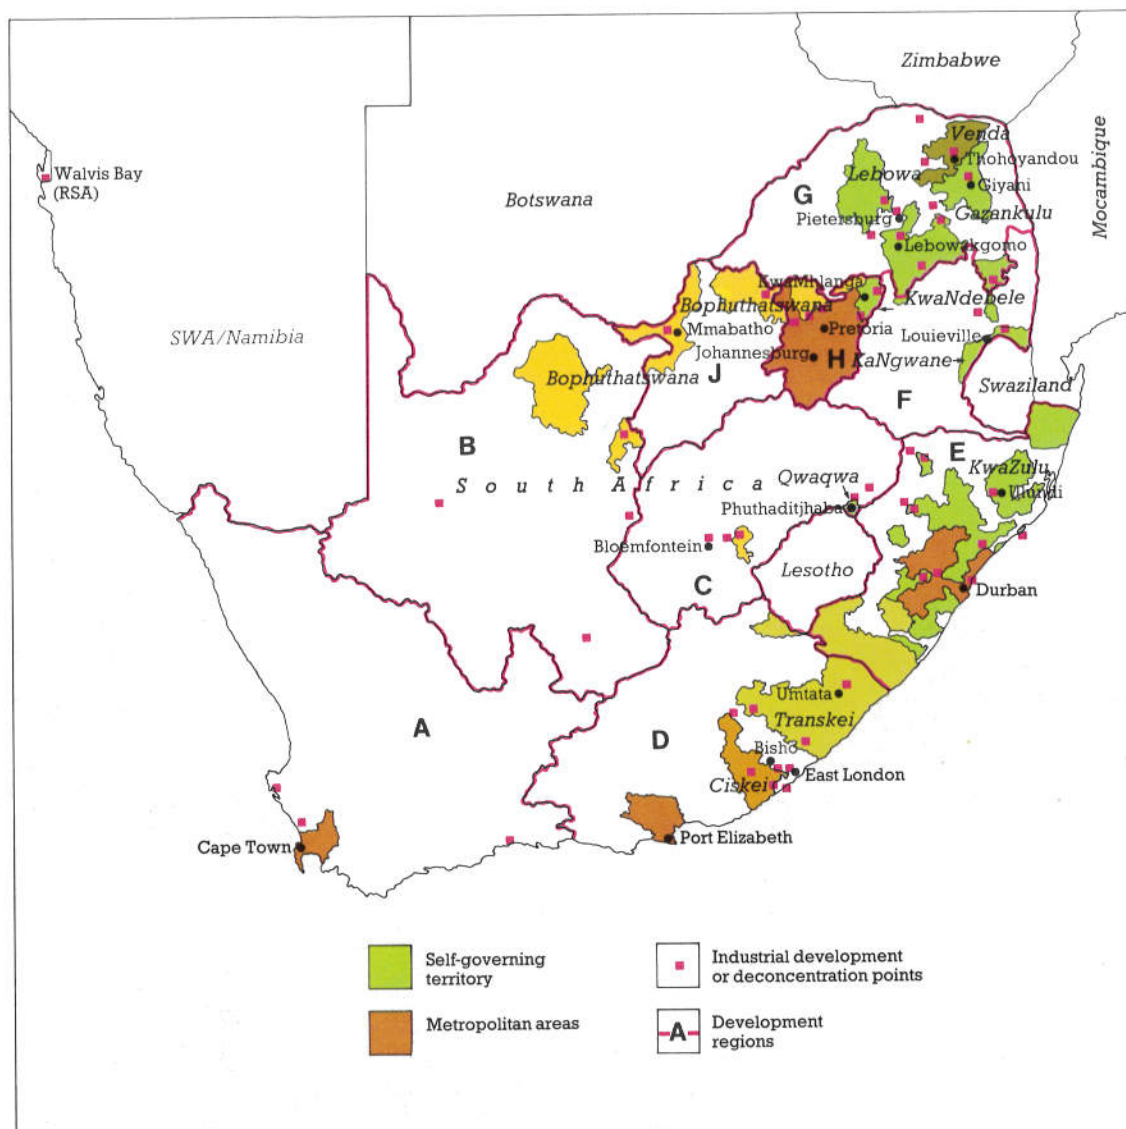 Zimbabwe
Mocambique
Venda
Thohoyandou
Walvis Bay
(RSA)
Lebowa
Giyani
Botswana
G
Pietersburg
Gazankulu
Lebowakgomo
KwaMhlanga
KwaNdebele
Bophuthatswana
SWA/Namibia
Mmabatho
Pretoria
Louieville
Johannesburg
H
KaNgwane
Bophuthatswana
J
Swaziland
F
B
E
KwaZulu
South Africa
Qwaqwa
Ulundi
Phuthaditjhaba
Bloemfontein
Lesotho
C
Durban
Umtata
Transkei
A
D
Bisho
East London
Ciskei
Cape Town
Port Elizabeth
Self-governing
territory
Industrial development
or deconcentration points
Metropolitan areas
A
Development
regions